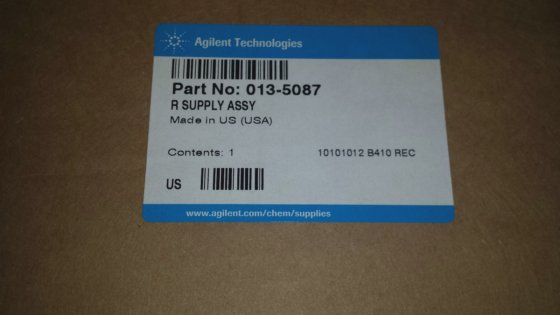 Agilent Technologies
Part No: 013-5087
R SUPPLY ASSY
Made in US (USA)
Contents: 1 10101012 B410 REC
US
www.agilent.com/chem/supplies